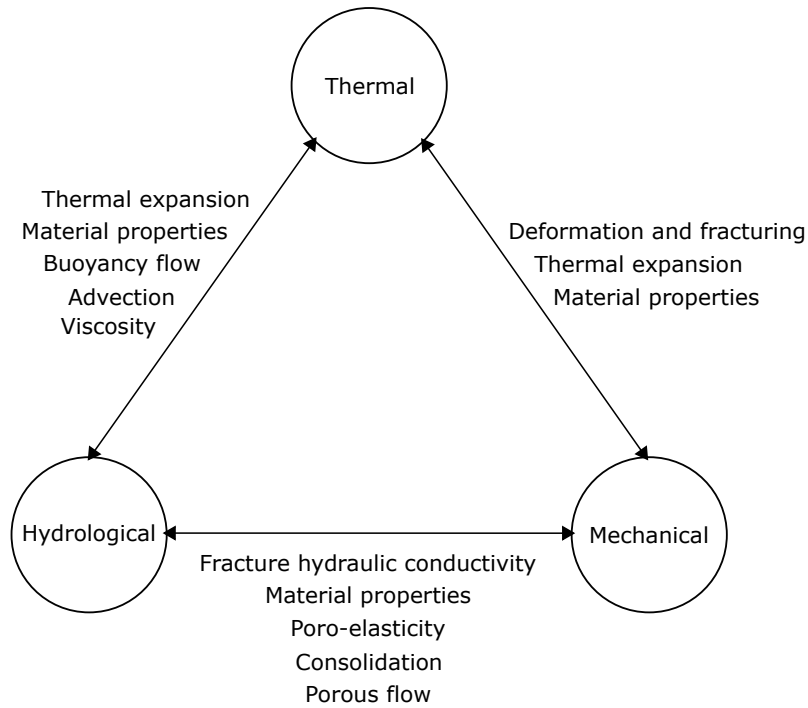 Thermal
Thermal expansion
Material properties
Buoyancy flow
Advection
Viscosity
Deformation and fracturing
Thermal expansion
Material properties
Hydrological
Mechanical
Fracture hydraulic conductivity
Material properties
Poro-elasticity
Consolidation
Porous flow